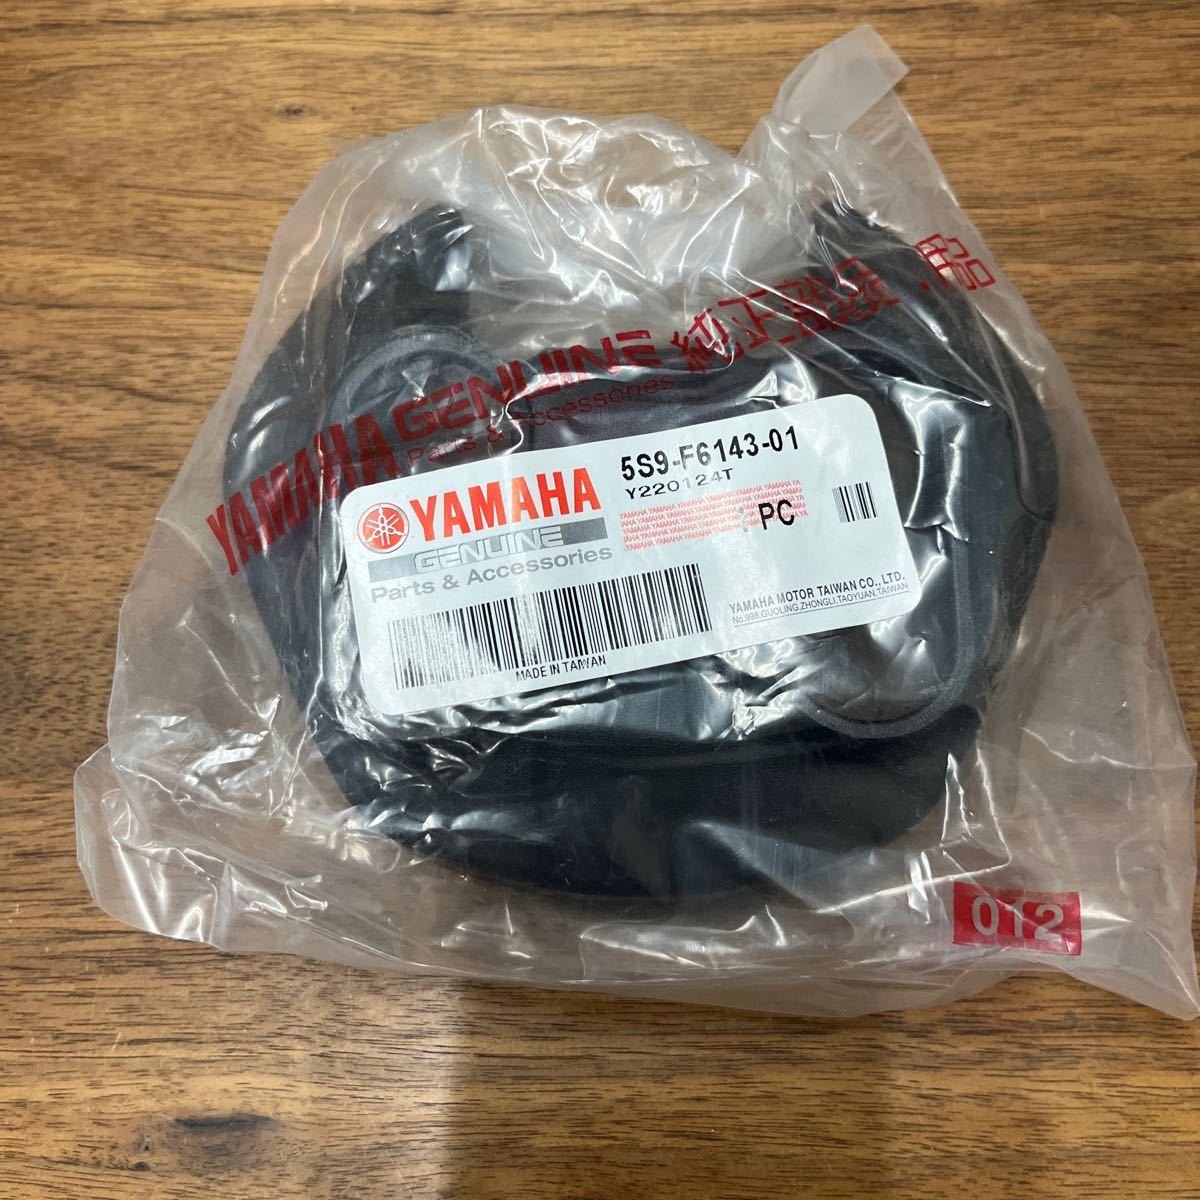 YAMAHA GENUINE 純正部品
Parts & Accessories
YAMAHA
GENUINE
Parts & Accessories
5S9-F6143-01
Y220124T
1 PC
MADE IN TAIWAN
YAMAHA MOTOR TAIWAN CO., LTD.
No.998,GUOLING,ZHONGLI,TAOYUAN,TAIWAN
012